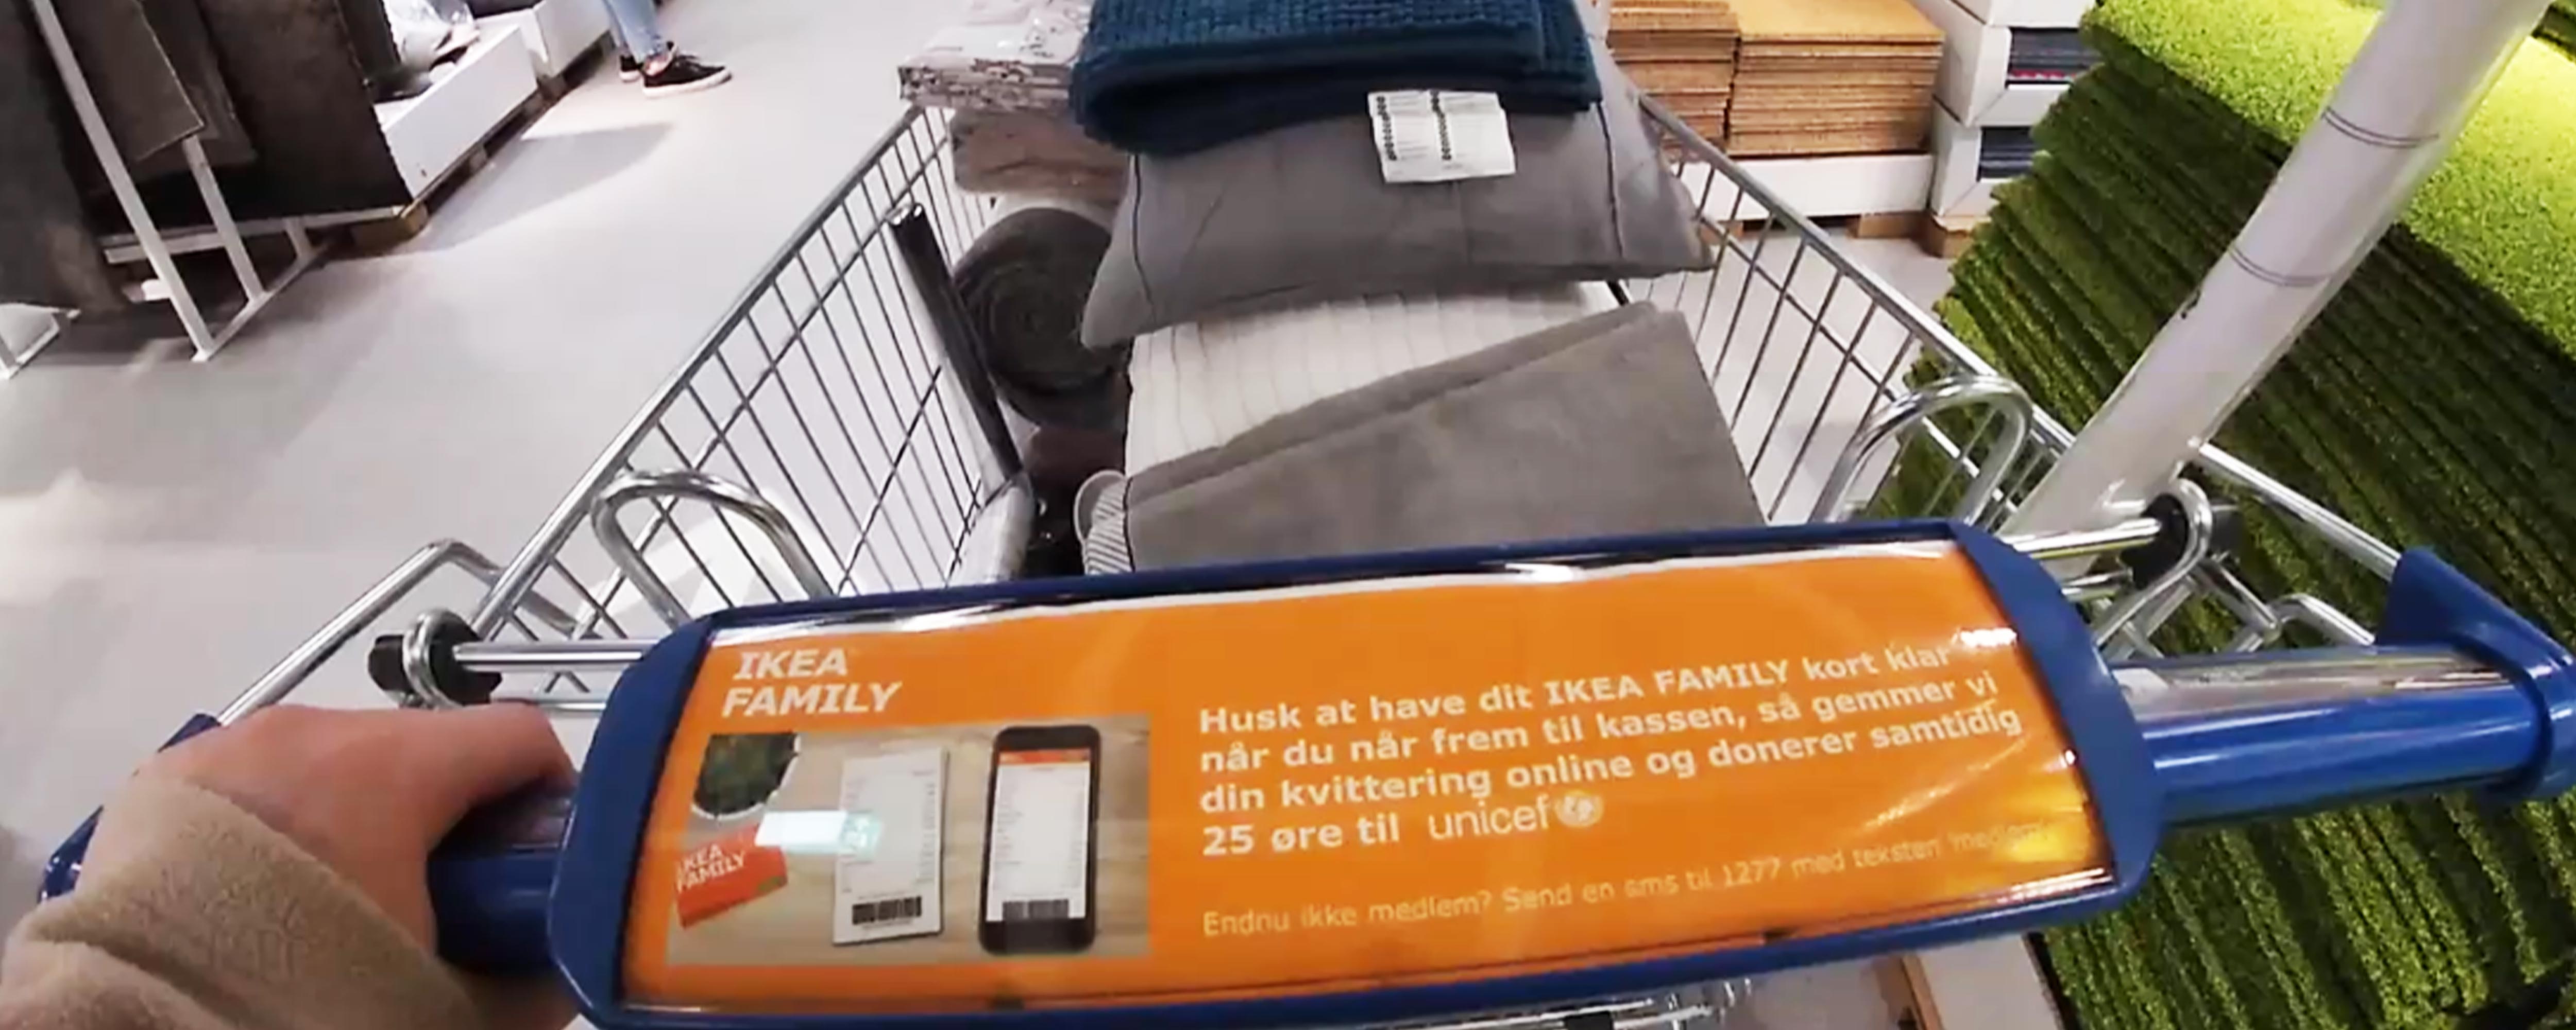 IKEA
FAMILY
Husk at have dit IKEA FAMILY kort klar
når du når frem til kassen, så gemmer vi
din kvittering online og donerer samtidig
25 øre til unicef
Endnu ikke medlem? Send en sms til 1277 med teksten medlem
IKEA
FAMILY